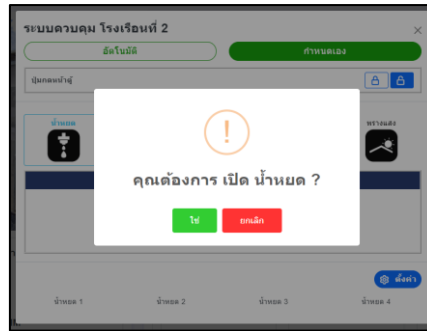 ระบบควบคุม โรงเรือนที่ 2
×
อัตโนมัติ
กำหนดเอง
ปุ่มกดหน้าตู้
น้ำหยด
พรางแสง
!
คุณต้องการ เปิด น้ำหยด ?
ใช่
ยกเลิก
ตั้งค่า
น้ำหยด 1
น้ำหยด 2
น้ำหยด 3
น้ำหยด 4